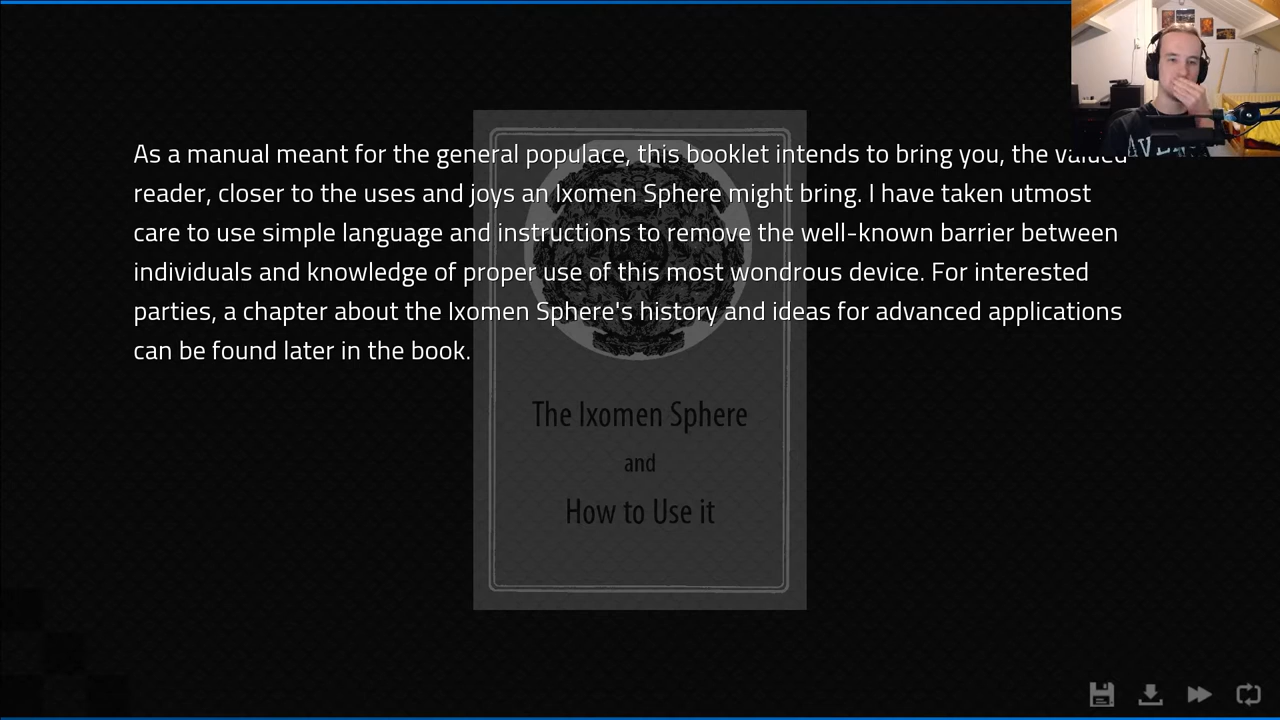 As a manual meant for the general populace, this booklet intends to bring you, the valued
reader, closer to the uses and joys an Ixomen Sphere might bring. I have taken utmost
care to use simple language and instructions to remove the well-known barrier between
individuals and knowledge of proper use of this most wondrous device. For interested
parties, a chapter about the Ixomen Sphere's history and ideas for advanced applications
can be found later in the book.
The Ixomen Sphere
and
How to Use it